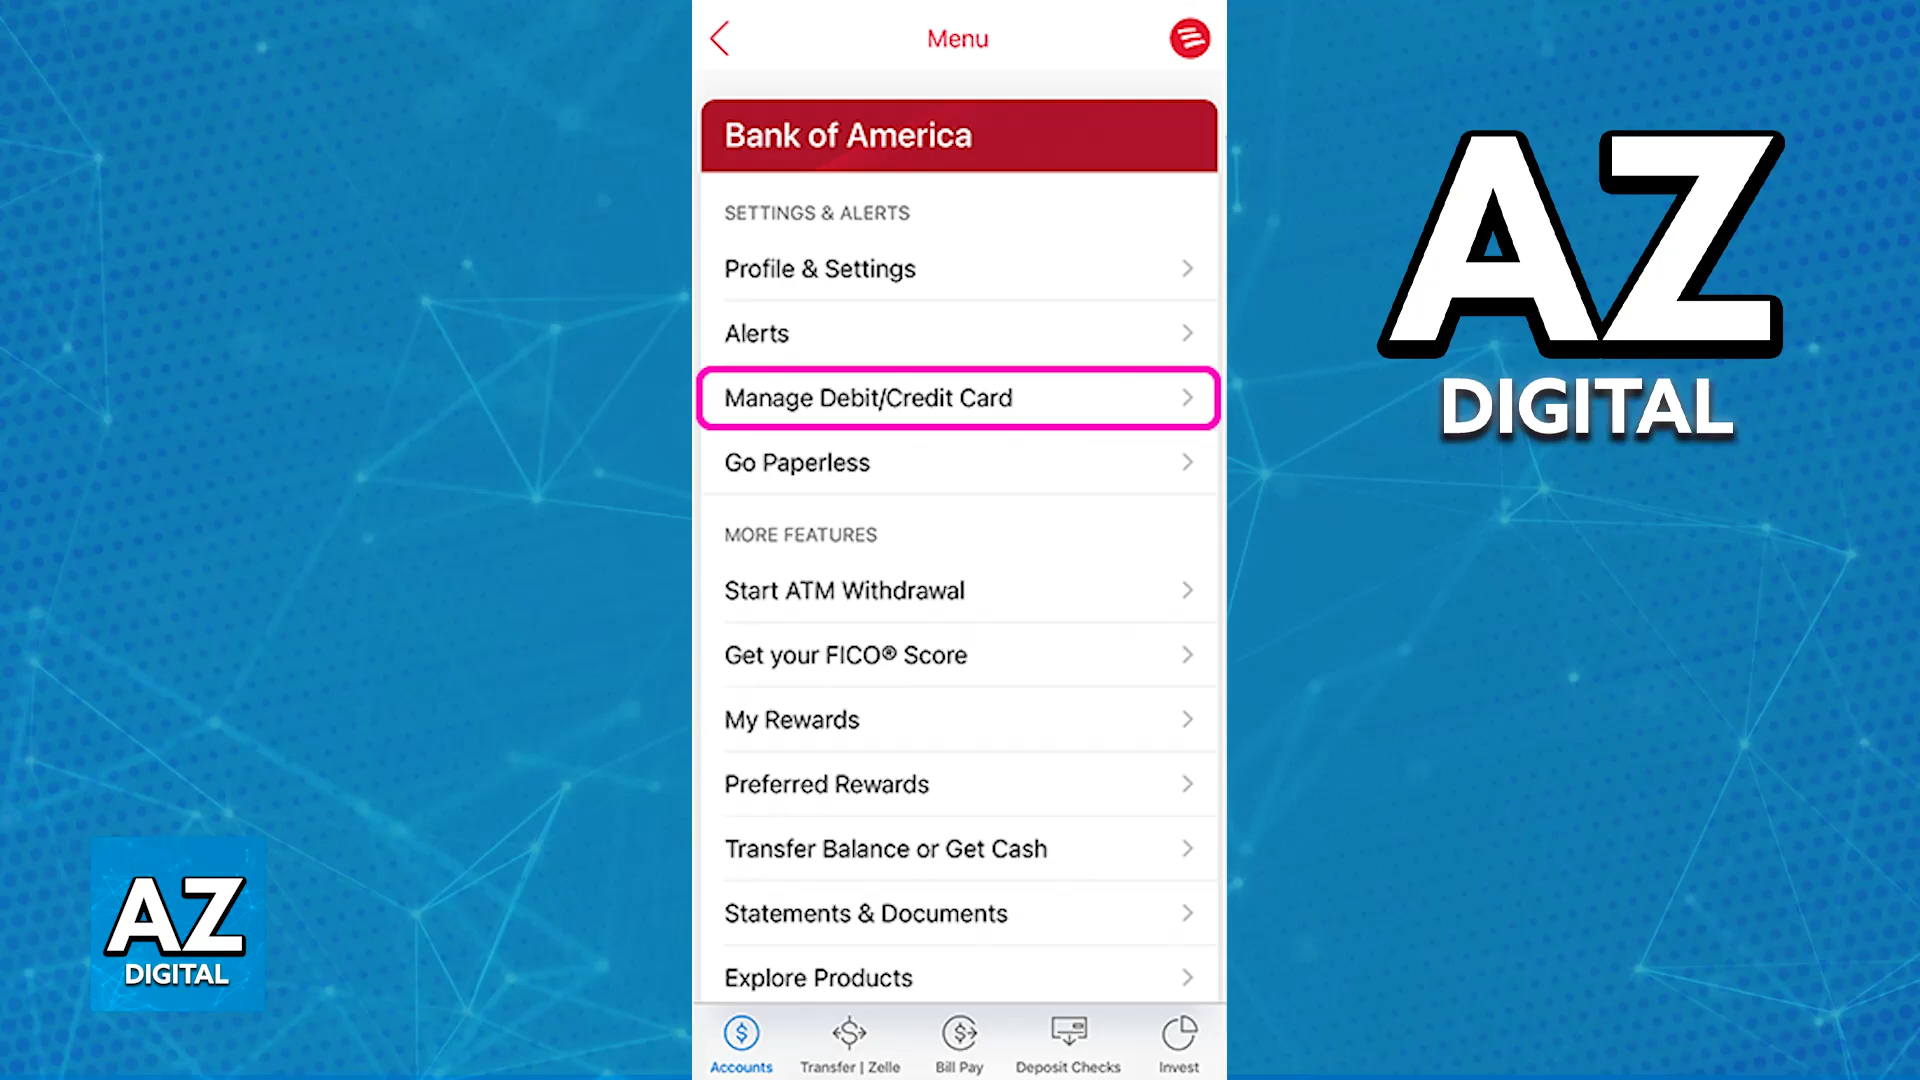 Menu
Bank of America
SETTINGS & ALERTS
Profile & Settings
Alerts
Manage Debit/Credit Card
Go Paperless
MORE FEATURES
Start ATM Withdrawal
Get your FICO® Score
My Rewards
Preferred Rewards
Transfer Balance or Get Cash
Statements & Documents
Explore Products
Accounts
Transfer | Zelle
Bill Pay
Deposit Checks
Invest
AZ
DIGITAL
AZ
DIGITAL